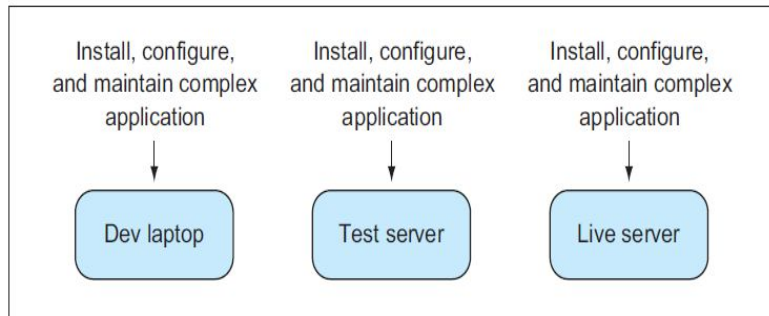 Install, configure,
and maintain complex
application
Install, configure,
and maintain complex
application
Install, configure,
and maintain complex
application
Dev laptop
Test server
Live server